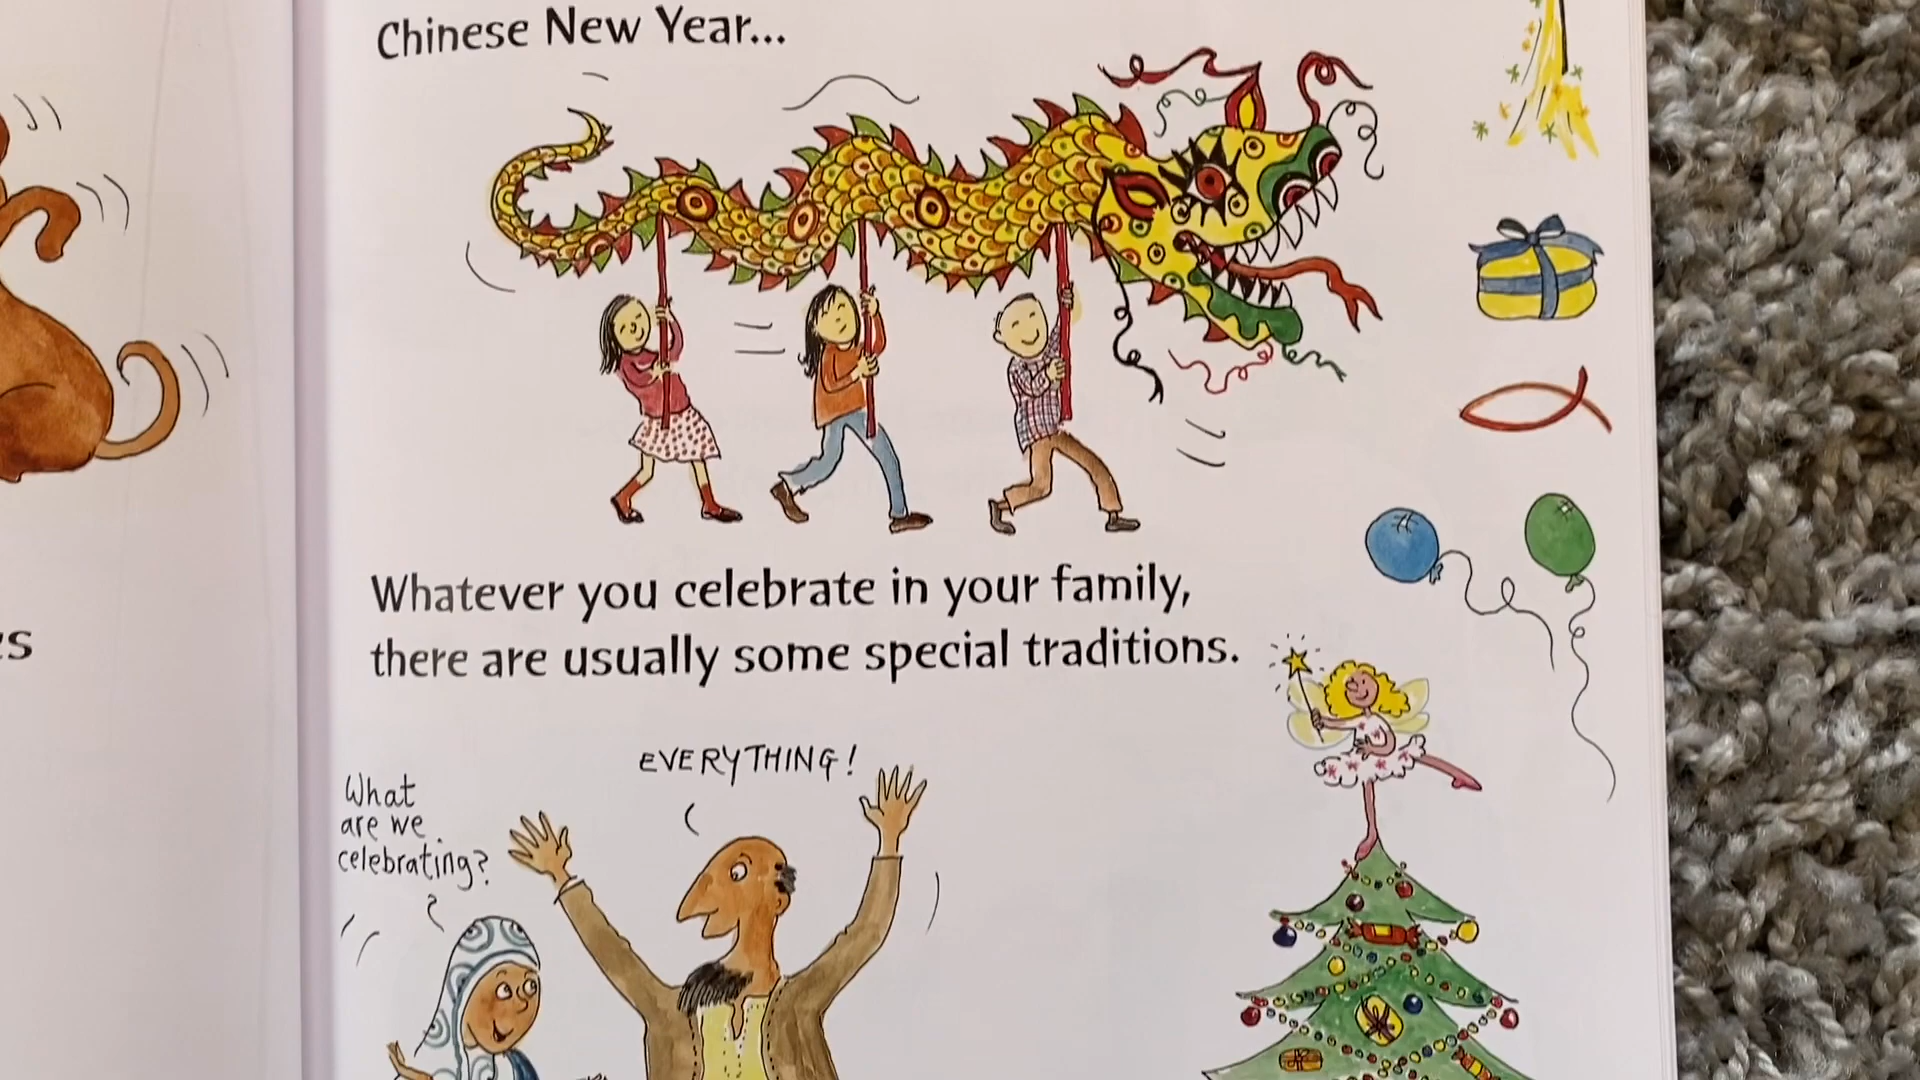 Chinese New Year...
Whatever you celebrate in your family,
there are usually some special traditions.
EVERYTHING!
What
are we
celebrating?